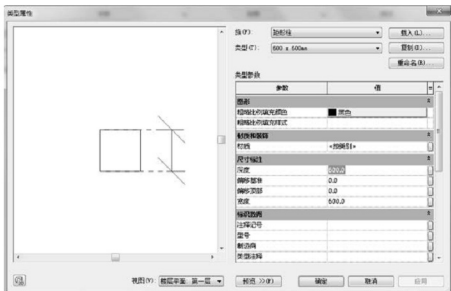 类型属性
族(F):
矩形柱
载入(L)...
类型(T):
600 x 600mm
复制(D)...
重命名(R)...
类型参数
参数
值
=
图形
粗略比例填充颜色
黑色
粗略比例填充样式
材质和装饰
材质
<按类别>
尺寸标注
深度
600.0
偏移基准
0.0
偏移顶部
0.0
宽度
600.0
标识数据
注释记号
型号
制造商
类型注释
视图(V):
楼层平面: 第一层
预览 >>(P)
确定
取消
应用